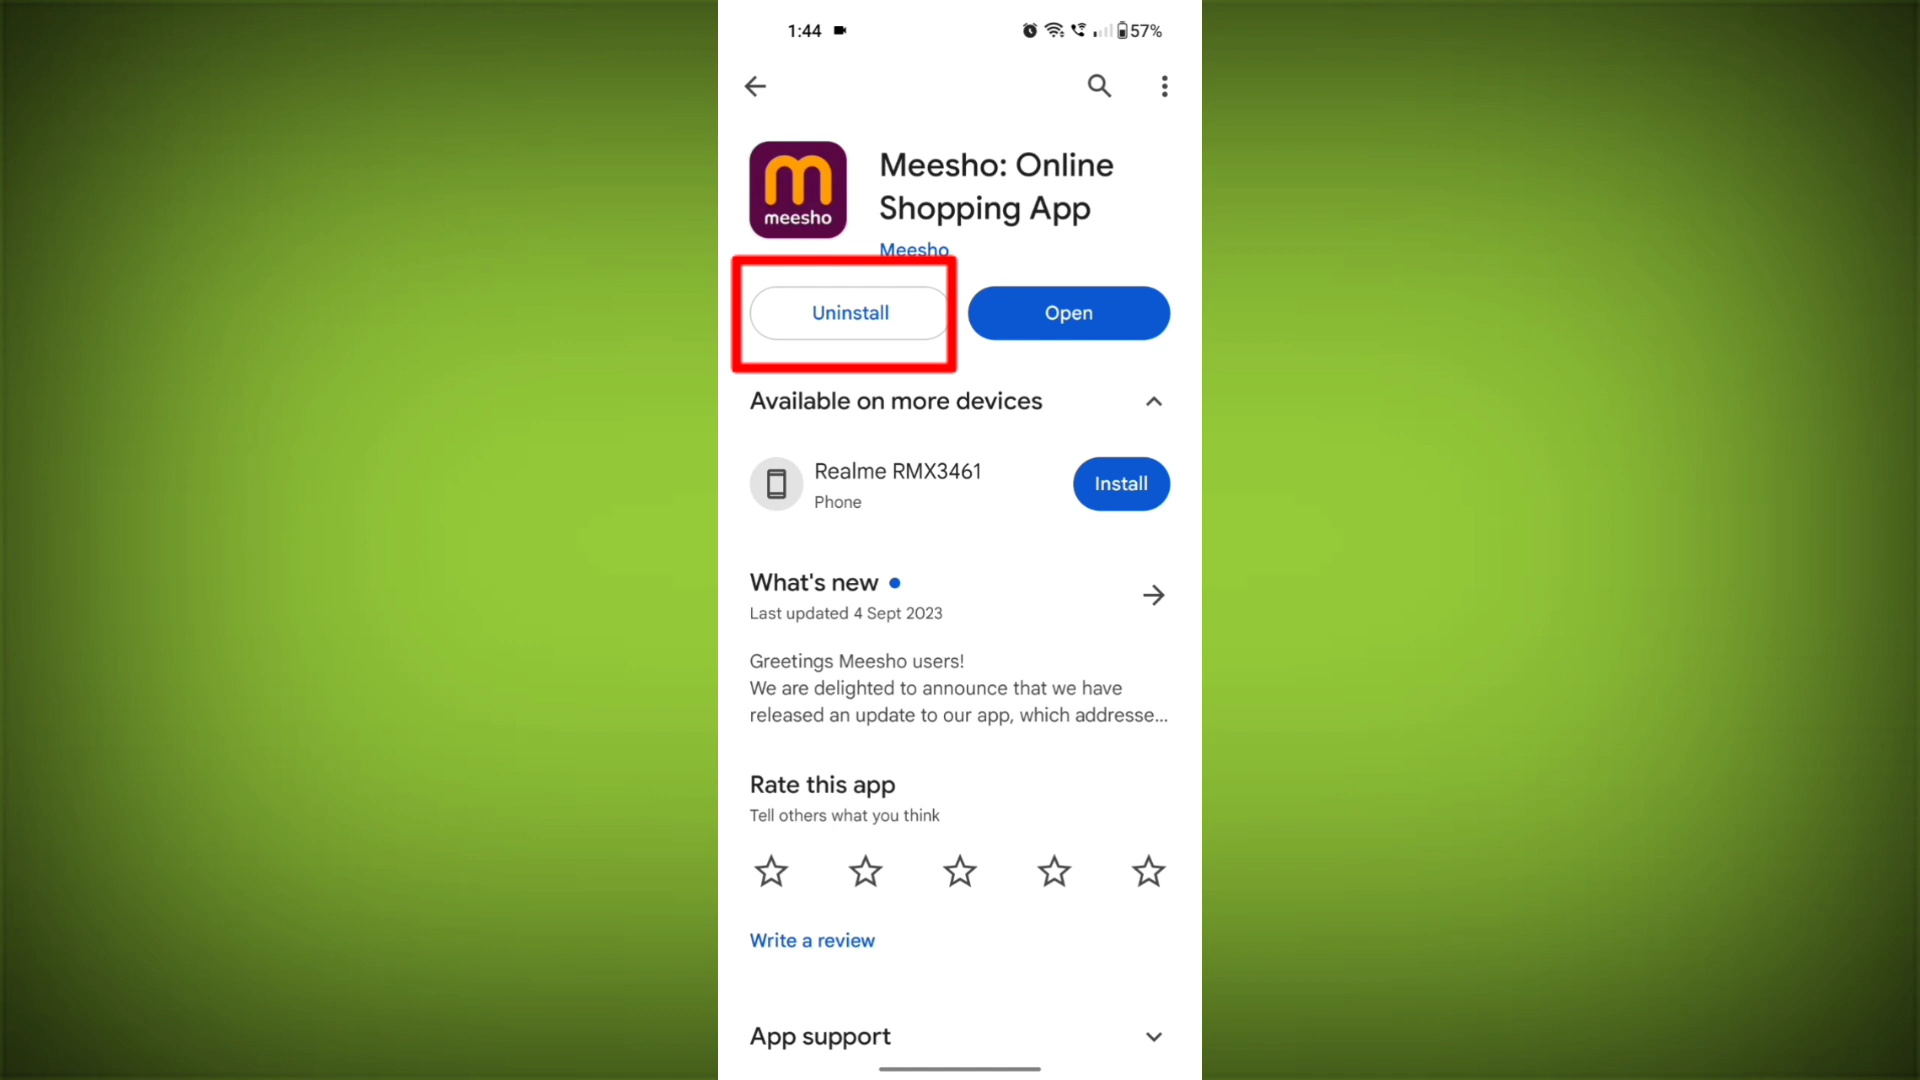 1:44
57%
meesho
Meesho: Online
Shopping App
Meesho
Uninstall
Open
Available on more devices
Realme RMX3461
Phone
Install
What's new
Last updated 4 Sept 2023
Greetings Meesho users!
We are delighted to announce that we have
released an update to our app, which addresse...
Rate this app
Tell others what you think
Write a review
App support